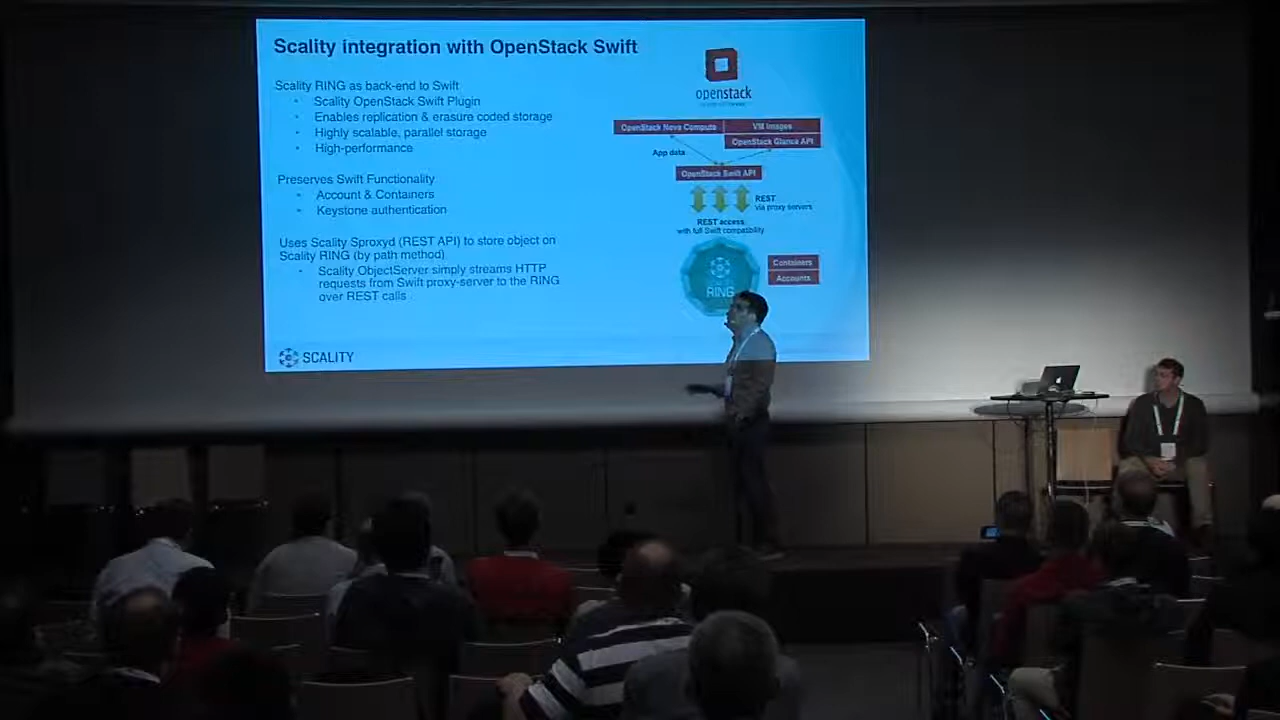 Scality integration with OpenStack Swift
Scality RING as back-end to Swift
• Scality OpenStack Swift Plugin
• Enables replication & erasure coded storage
• Highly scalable, parallel storage
• High-performance
Preserves Swift Functionality
• Account & Containers
• Keystone authentication
Uses Scality Sproxyd (REST API) to store object on
Scality RING (by path method)
• Scality ObjectServer simply streams HTTP
requests from Swift proxy-server to the RING
over REST calls
SCALITY
openstack
OpenStack Nova Compute
VM Images
OpenStack Glance API
App data
OpenStack Swift API
REST
via proxy servers
REST access
with full Swift compatibility
RING
Containers
Accounts